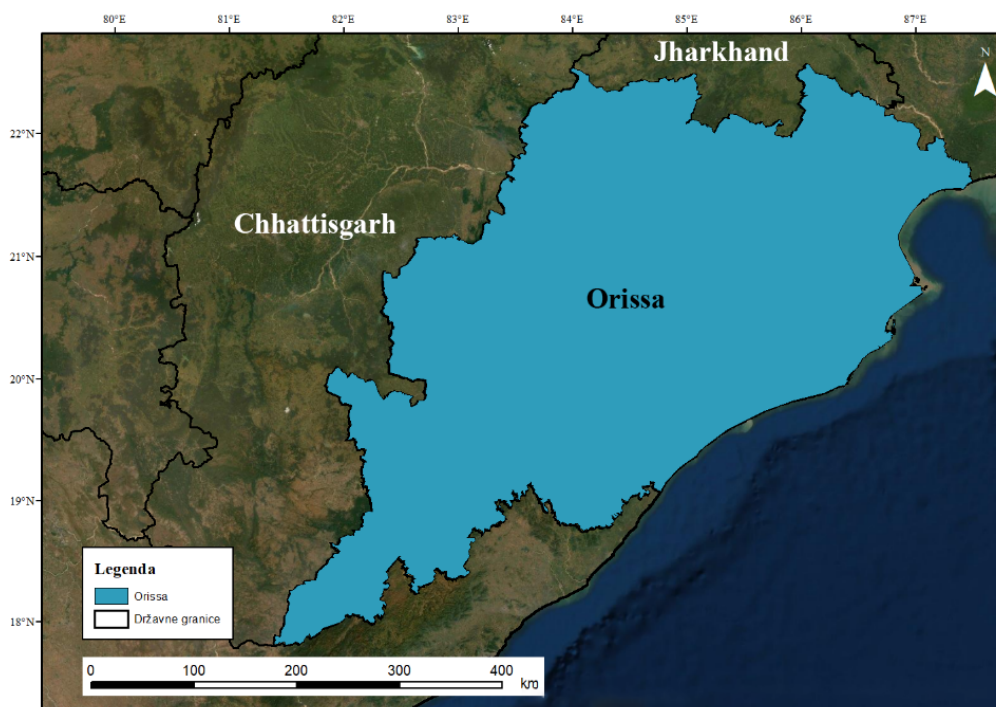 80°E 81°E 82°E 83°E 84°E 85°E 86°E 87°E
Jharkhand
N
22°N
Chhattisgarh
21°N
Orissa
20°N
19°N
Legenda
Orissa
Državne granice
18°N
0 100 200 300 400
km